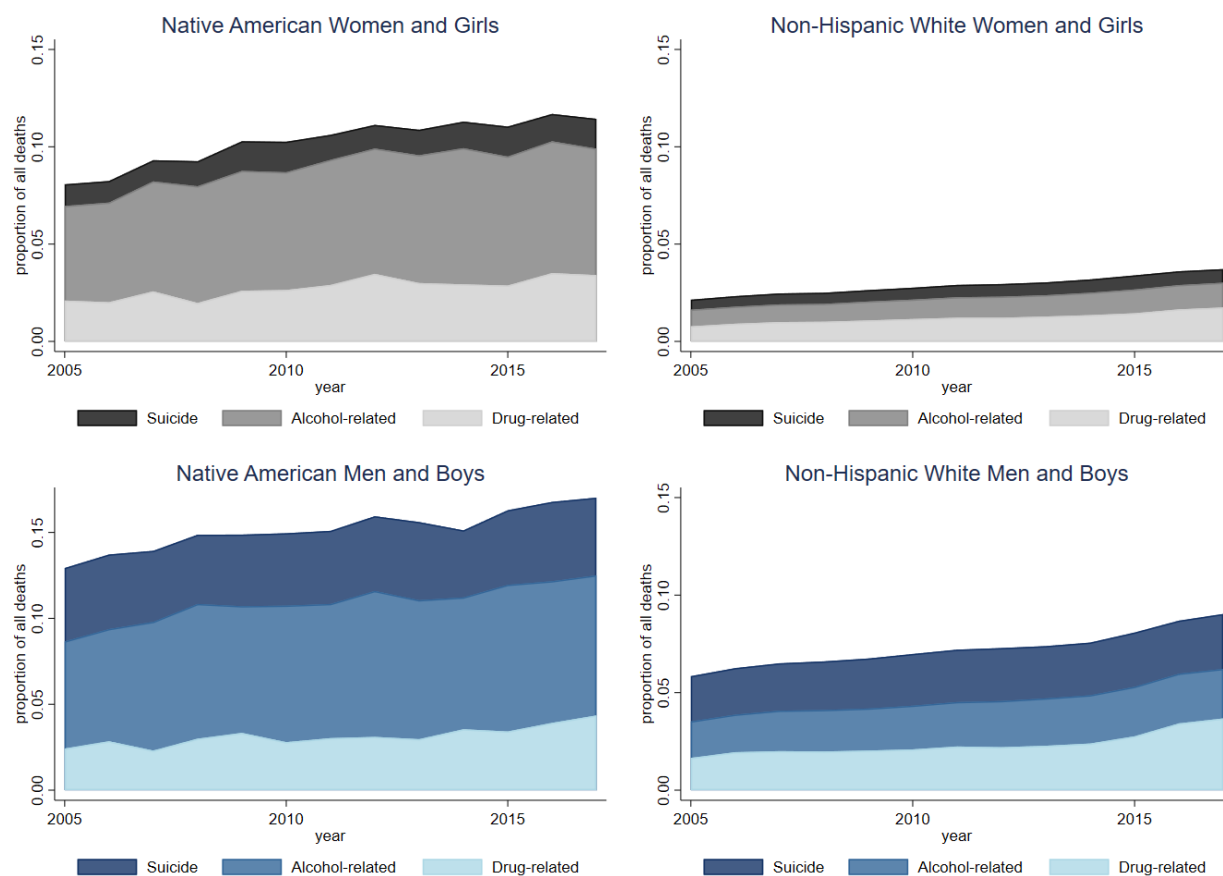 Native American Women and Girls
proportion of all deaths
0.15
0.10
0.05
0.00
2005 2010 2015
year
Suicide Alcohol-related Drug-related
Non-Hispanic White Women and Girls
proportion of all deaths
0.15
0.10
0.05
0.00
2005 2010 2015
year
Suicide Alcohol-related Drug-related
Native American Men and Boys
proportion of all deaths
0.15
0.10
0.05
0.00
2005 2010 2015
year
Suicide Alcohol-related Drug-related
Non-Hispanic White Men and Boys
proportion of all deaths
0.15
0.10
0.05
0.00
2005 2010 2015
year
Suicide Alcohol-related Drug-related